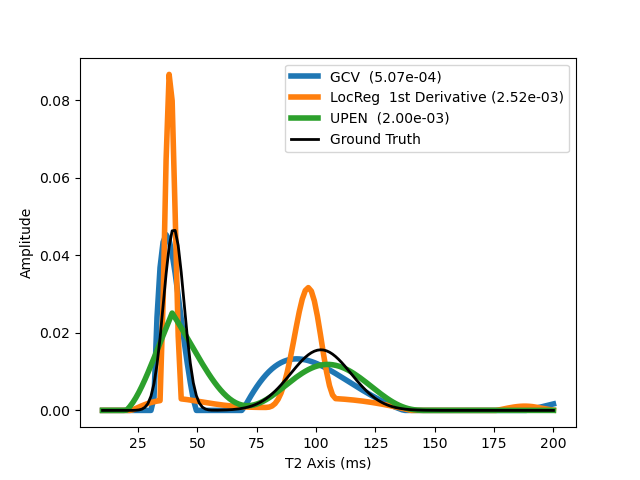 GCV  (5.07e-04)
LocReg  1st Derivative (2.52e-03)
UPEN  (2.00e-03)
Ground Truth
Amplitude
0.08
0.06
0.04
0.02
0.00
25 50 75 100 125 150 175 200
T2 Axis (ms)